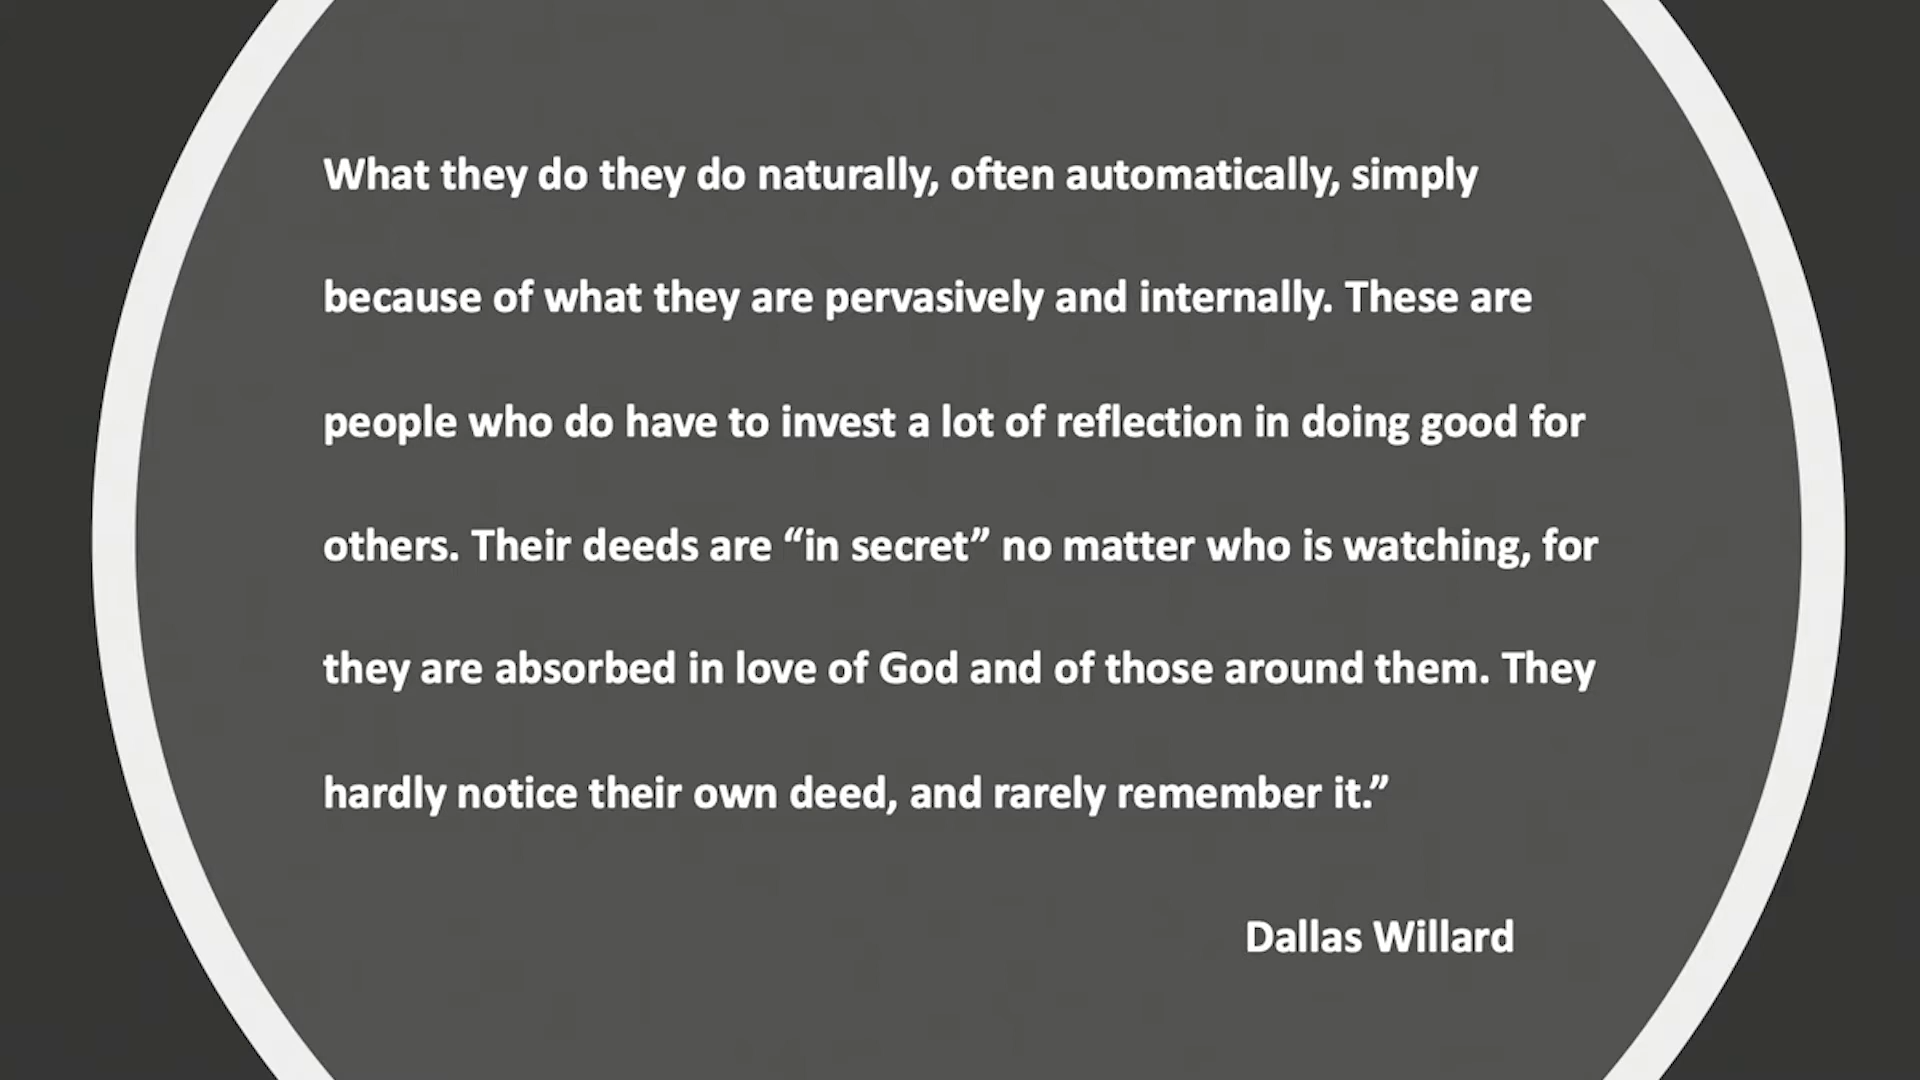 What they do they do naturally, often automatically, simply
because of what they are pervasively and internally. These are
people who do have to invest a lot of reflection in doing good for
others. Their deeds are “in secret” no matter who is watching, for
they are absorbed in love of God and of those around them. They
hardly notice their own deed, and rarely remember it.”
Dallas Willard